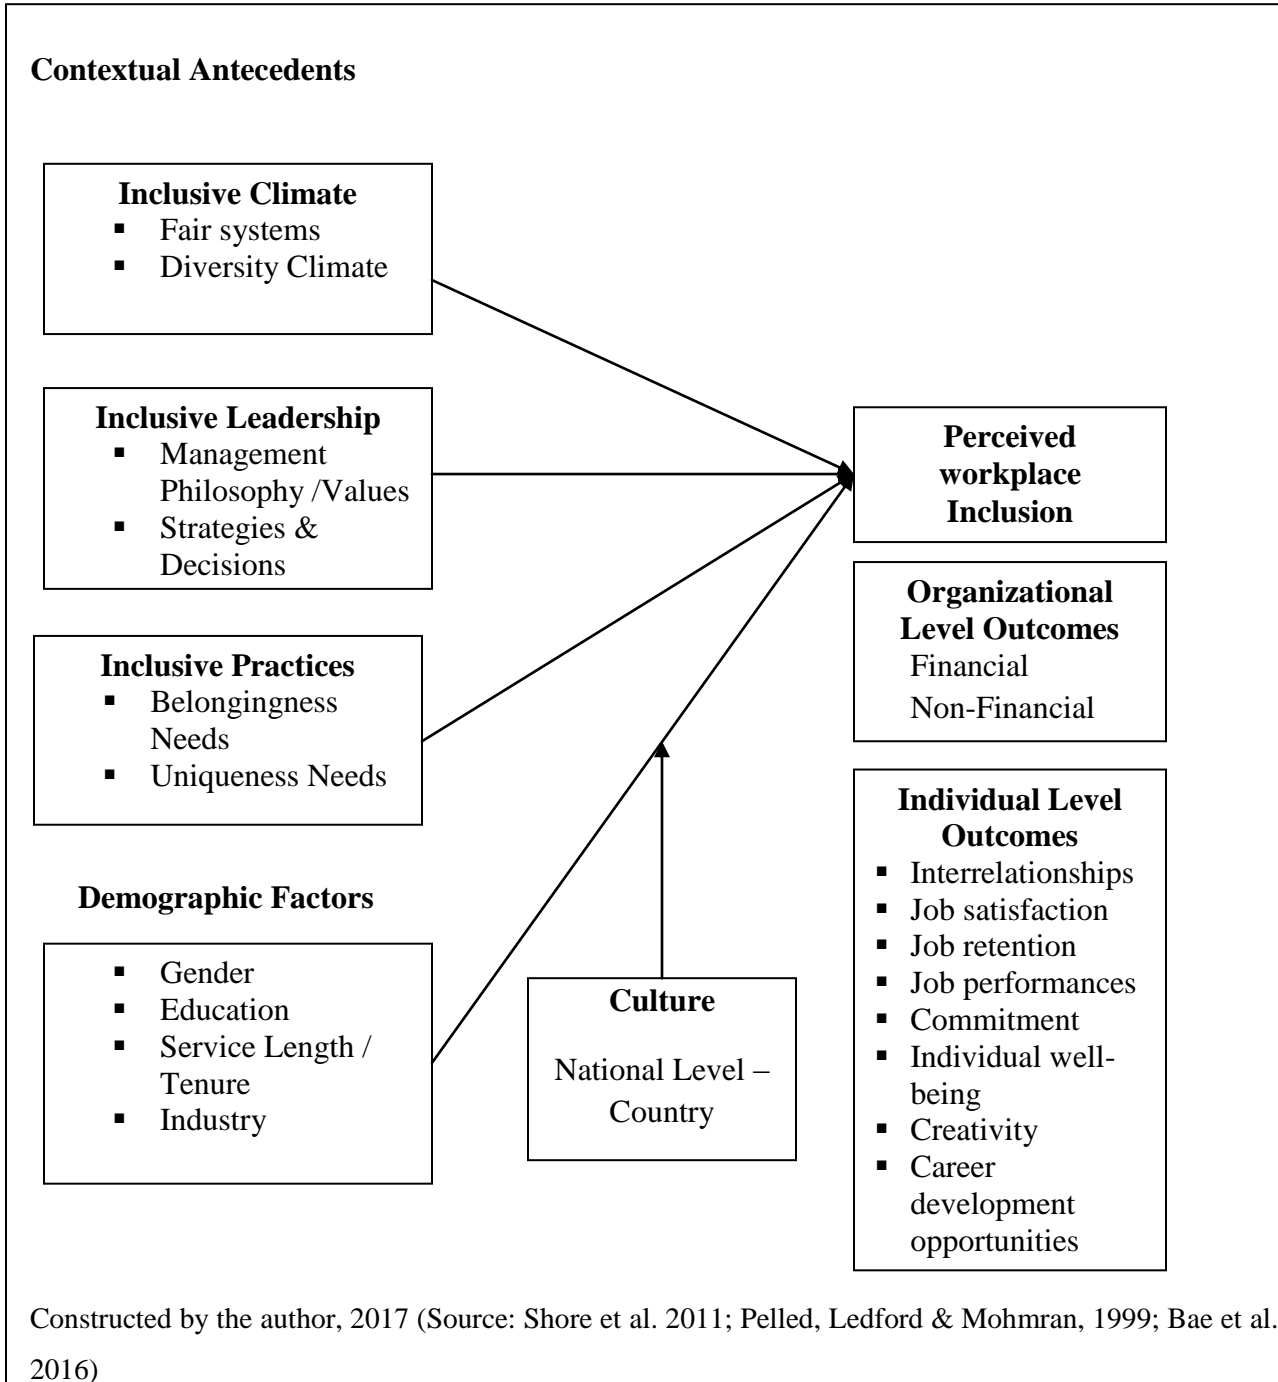 Contextual Antecedents
Inclusive Climate
▪ Fair systems
▪ Diversity Climate
Inclusive Leadership
▪ Management
Philosophy /Values
▪ Strategies &
Decisions
Inclusive Practices
▪ Belongingness
Needs
▪ Uniqueness Needs
Demographic Factors
▪ Gender
▪ Education
▪ Service Length /
Tenure
▪ Industry
Culture
National Level –
Country
Perceived
workplace
Inclusion
Organizational
Level Outcomes
Financial
Non-Financial
Individual Level
Outcomes
▪ Interrelationships
▪ Job satisfaction
▪ Job retention
▪ Job performances
▪ Commitment
▪ Individual well-
being
▪ Creativity
▪ Career
development
opportunities
Constructed by the author, 2017 (Source: Shore et al. 2011; Pelled, Ledford & Mohmran, 1999; Bae et al.
2016)